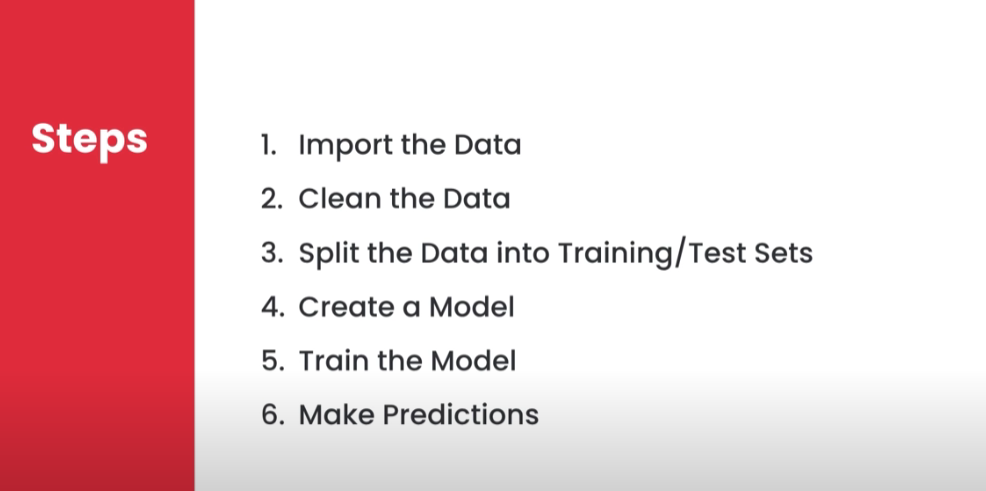 Steps
1. Import the Data
2. Clean the Data
3. Split the Data into Training/Test Sets
4. Create a Model
5. Train the Model
6. Make Predictions